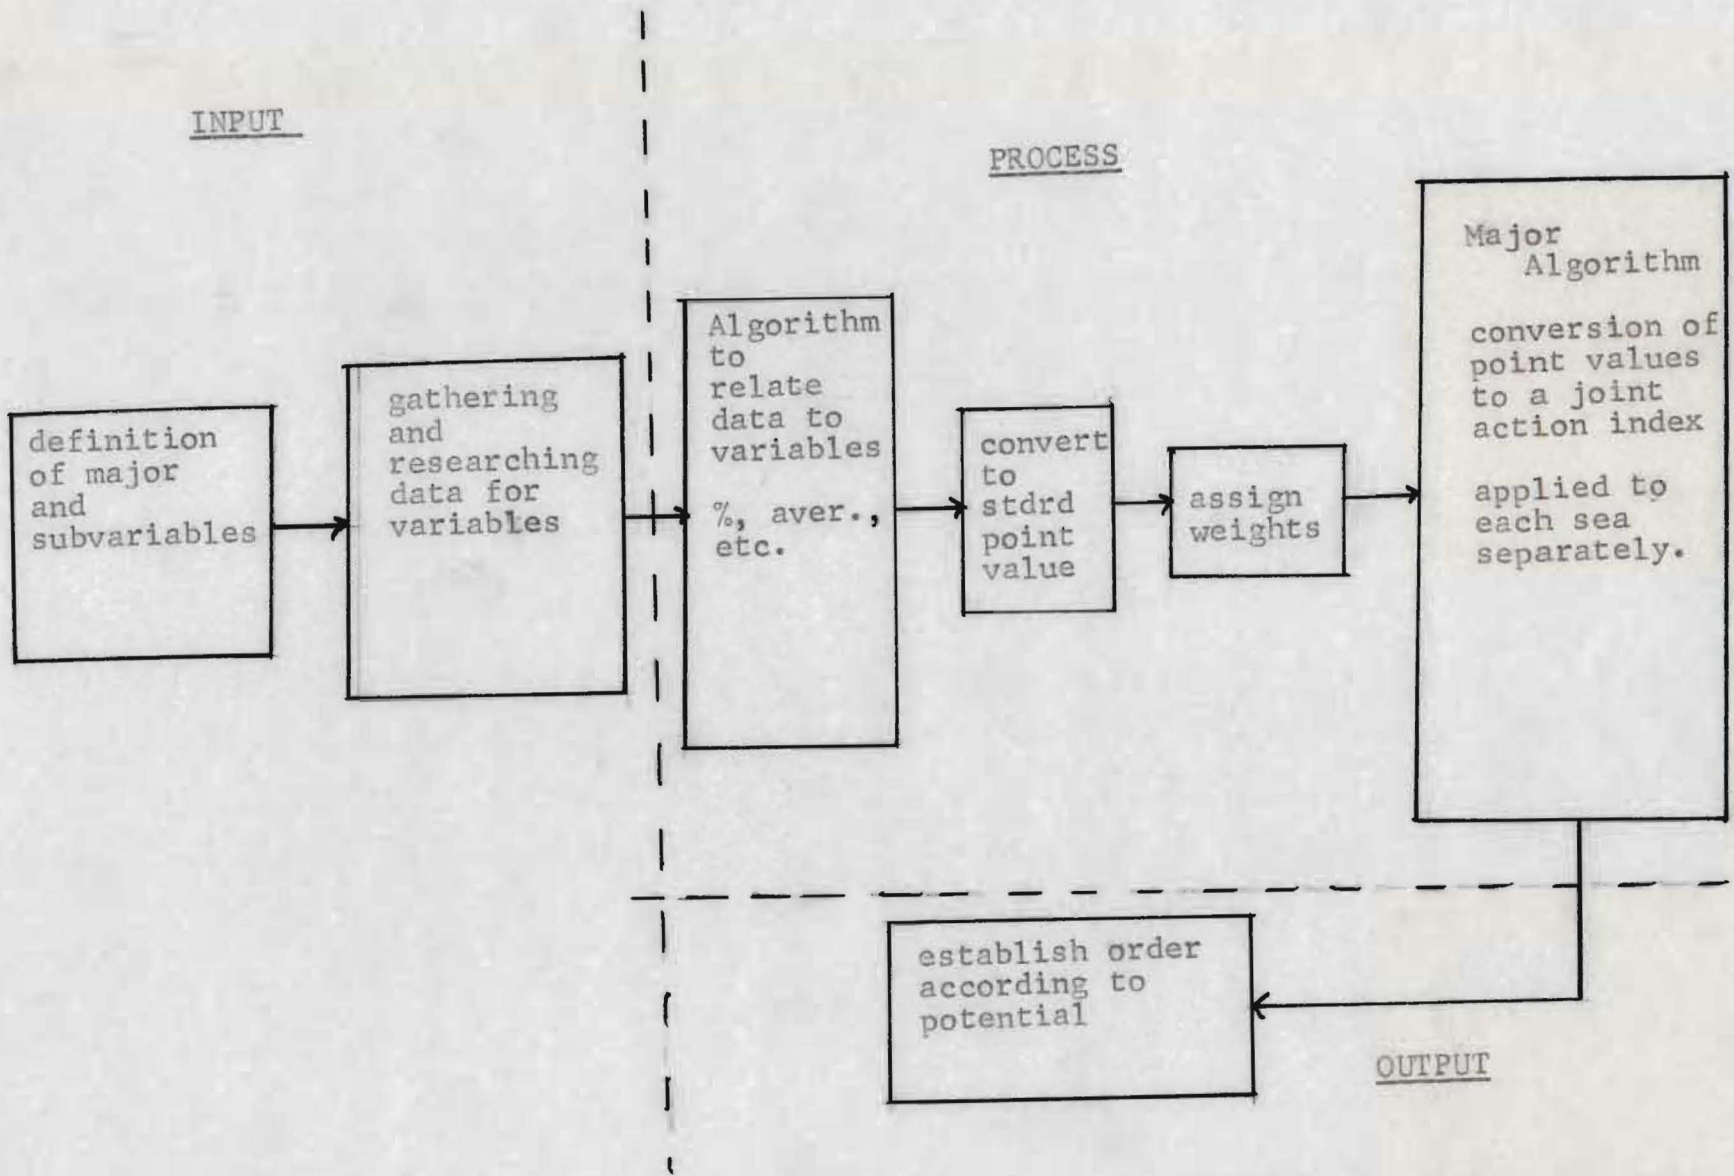 INPUT
PROCESS
definition
of major
and
subvariables
gathering
and
researching
data for
variables
Algorithm
to
relate
data to
variables
%, aver.,
etc.
convert
to
stdrd
point
value
assign
weights
Major
Algorithm
conversion of
point values
to a joint
action index
applied to
each sea
separately.
establish order
according to
potential
OUTPUT